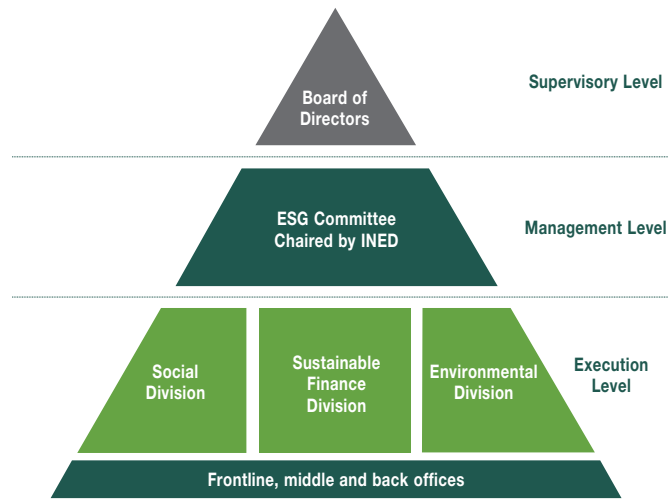 Board of
Directors
Supervisory Level
ESG Committee
Chaired by INED
Management Level
Social
Division
Sustainable
Finance
Division
Environmental
Division
Execution
Level
Frontline, middle and back offices